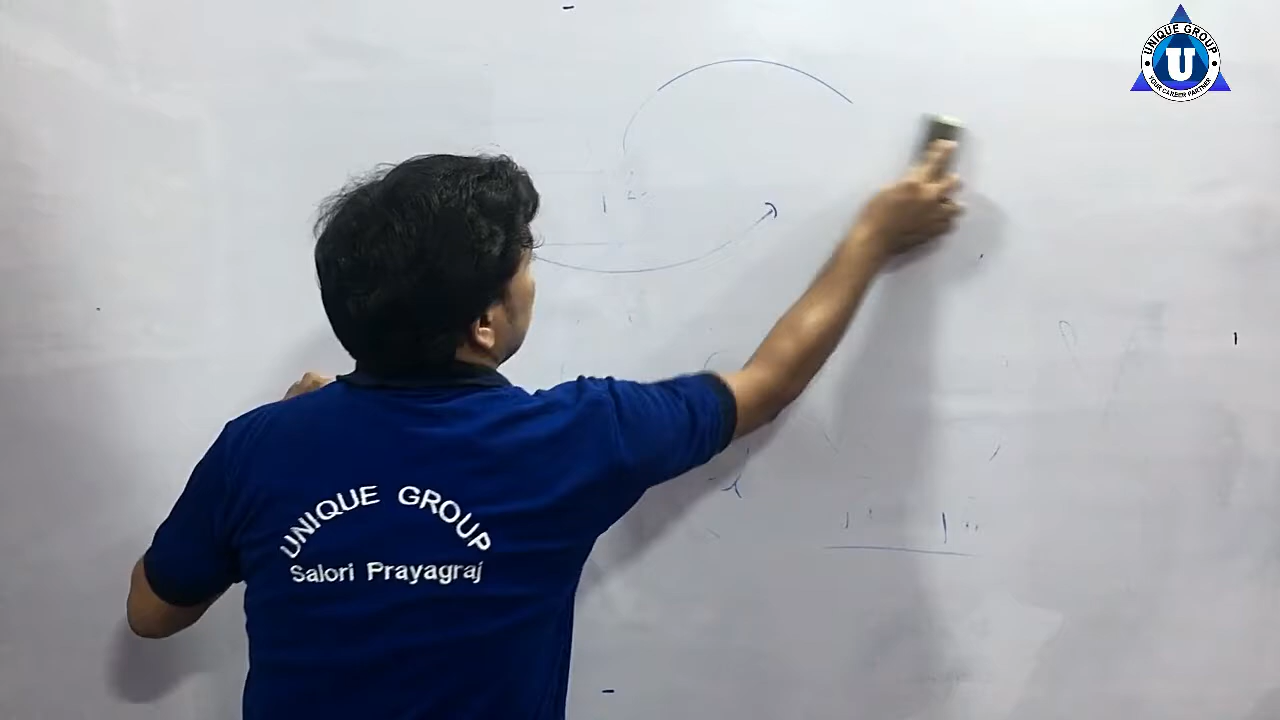 UNIQUE GROUP
U
YOUR CAREER PARTNER
UNIQUE GROUP
Salori Prayagraj